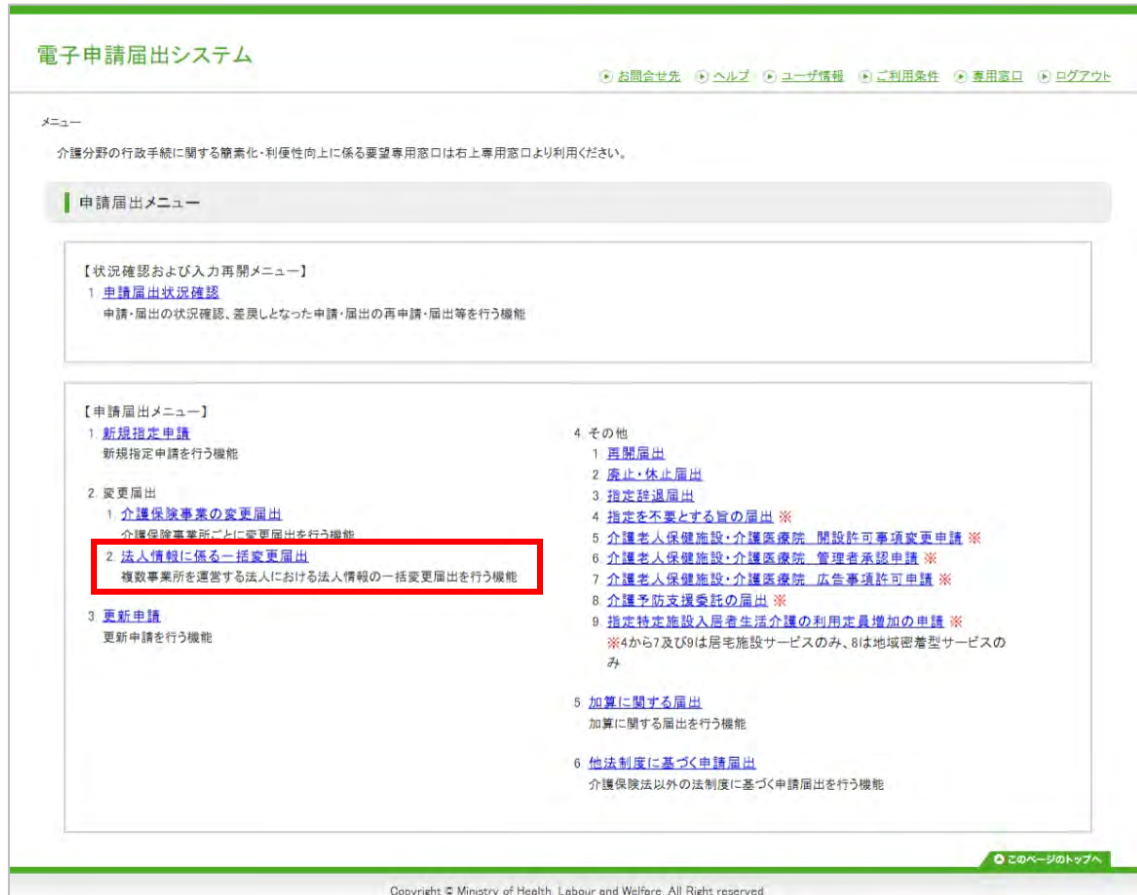 電子申請届出システム
お問合せ先 ヘルプ ユーザ情報 ご利用条件 専用窓口 ログアウト
メニュー
介護分野の行政手続に関する簡素化・利便性向上に係る要望専用窓口は右上専用窓口より利用ください。
申請届出メニュー
【状況確認および入力再開メニュー】
1 申請届出状況確認
申請・届出の状況確認、差戻しとなった申請・届出の再申請・届出等を行う機能
【申請届出メニュー】
1. 新規指定申請
新規指定申請を行う機能
2. 変更届出
1. 介護保険事業の変更届出
介護保険事業所ごとに変更届出を行う機能
2. 法人情報に係る一括変更届出
複数事業所を運営する法人における法人情報の一括変更届出を行う機能
3 更新申請
更新申請を行う機能
4. その他
1 再開届出
2 廃止・休止届出
3. 指定辞退届出
4 指定を不要とする旨の届出 ※
5 介護老人保健施設・介護医療院 開設許可事項変更申請 ※
6. 介護老人保健施設・介護医療院 管理者承認申請 ※
7 介護老人保健施設・介護医療院 広告事項許可申請 ※
8 介護予防支援委託の届出 ※
9. 指定特定施設入居者生活介護の利用定員増加の申請 ※
※4から7及び9は居宅施設サービスのみ、8は地域密着型サービスの
み
5 加算に関する届出
加算に関する届出を行う機能
6 他法制度に基づく申請届出
介護保険法以外の法制度に基づく申請届出を行う機能
このページのトップへ
Copyright © Ministry of Health, Labour and Welfare, All Right reserved.